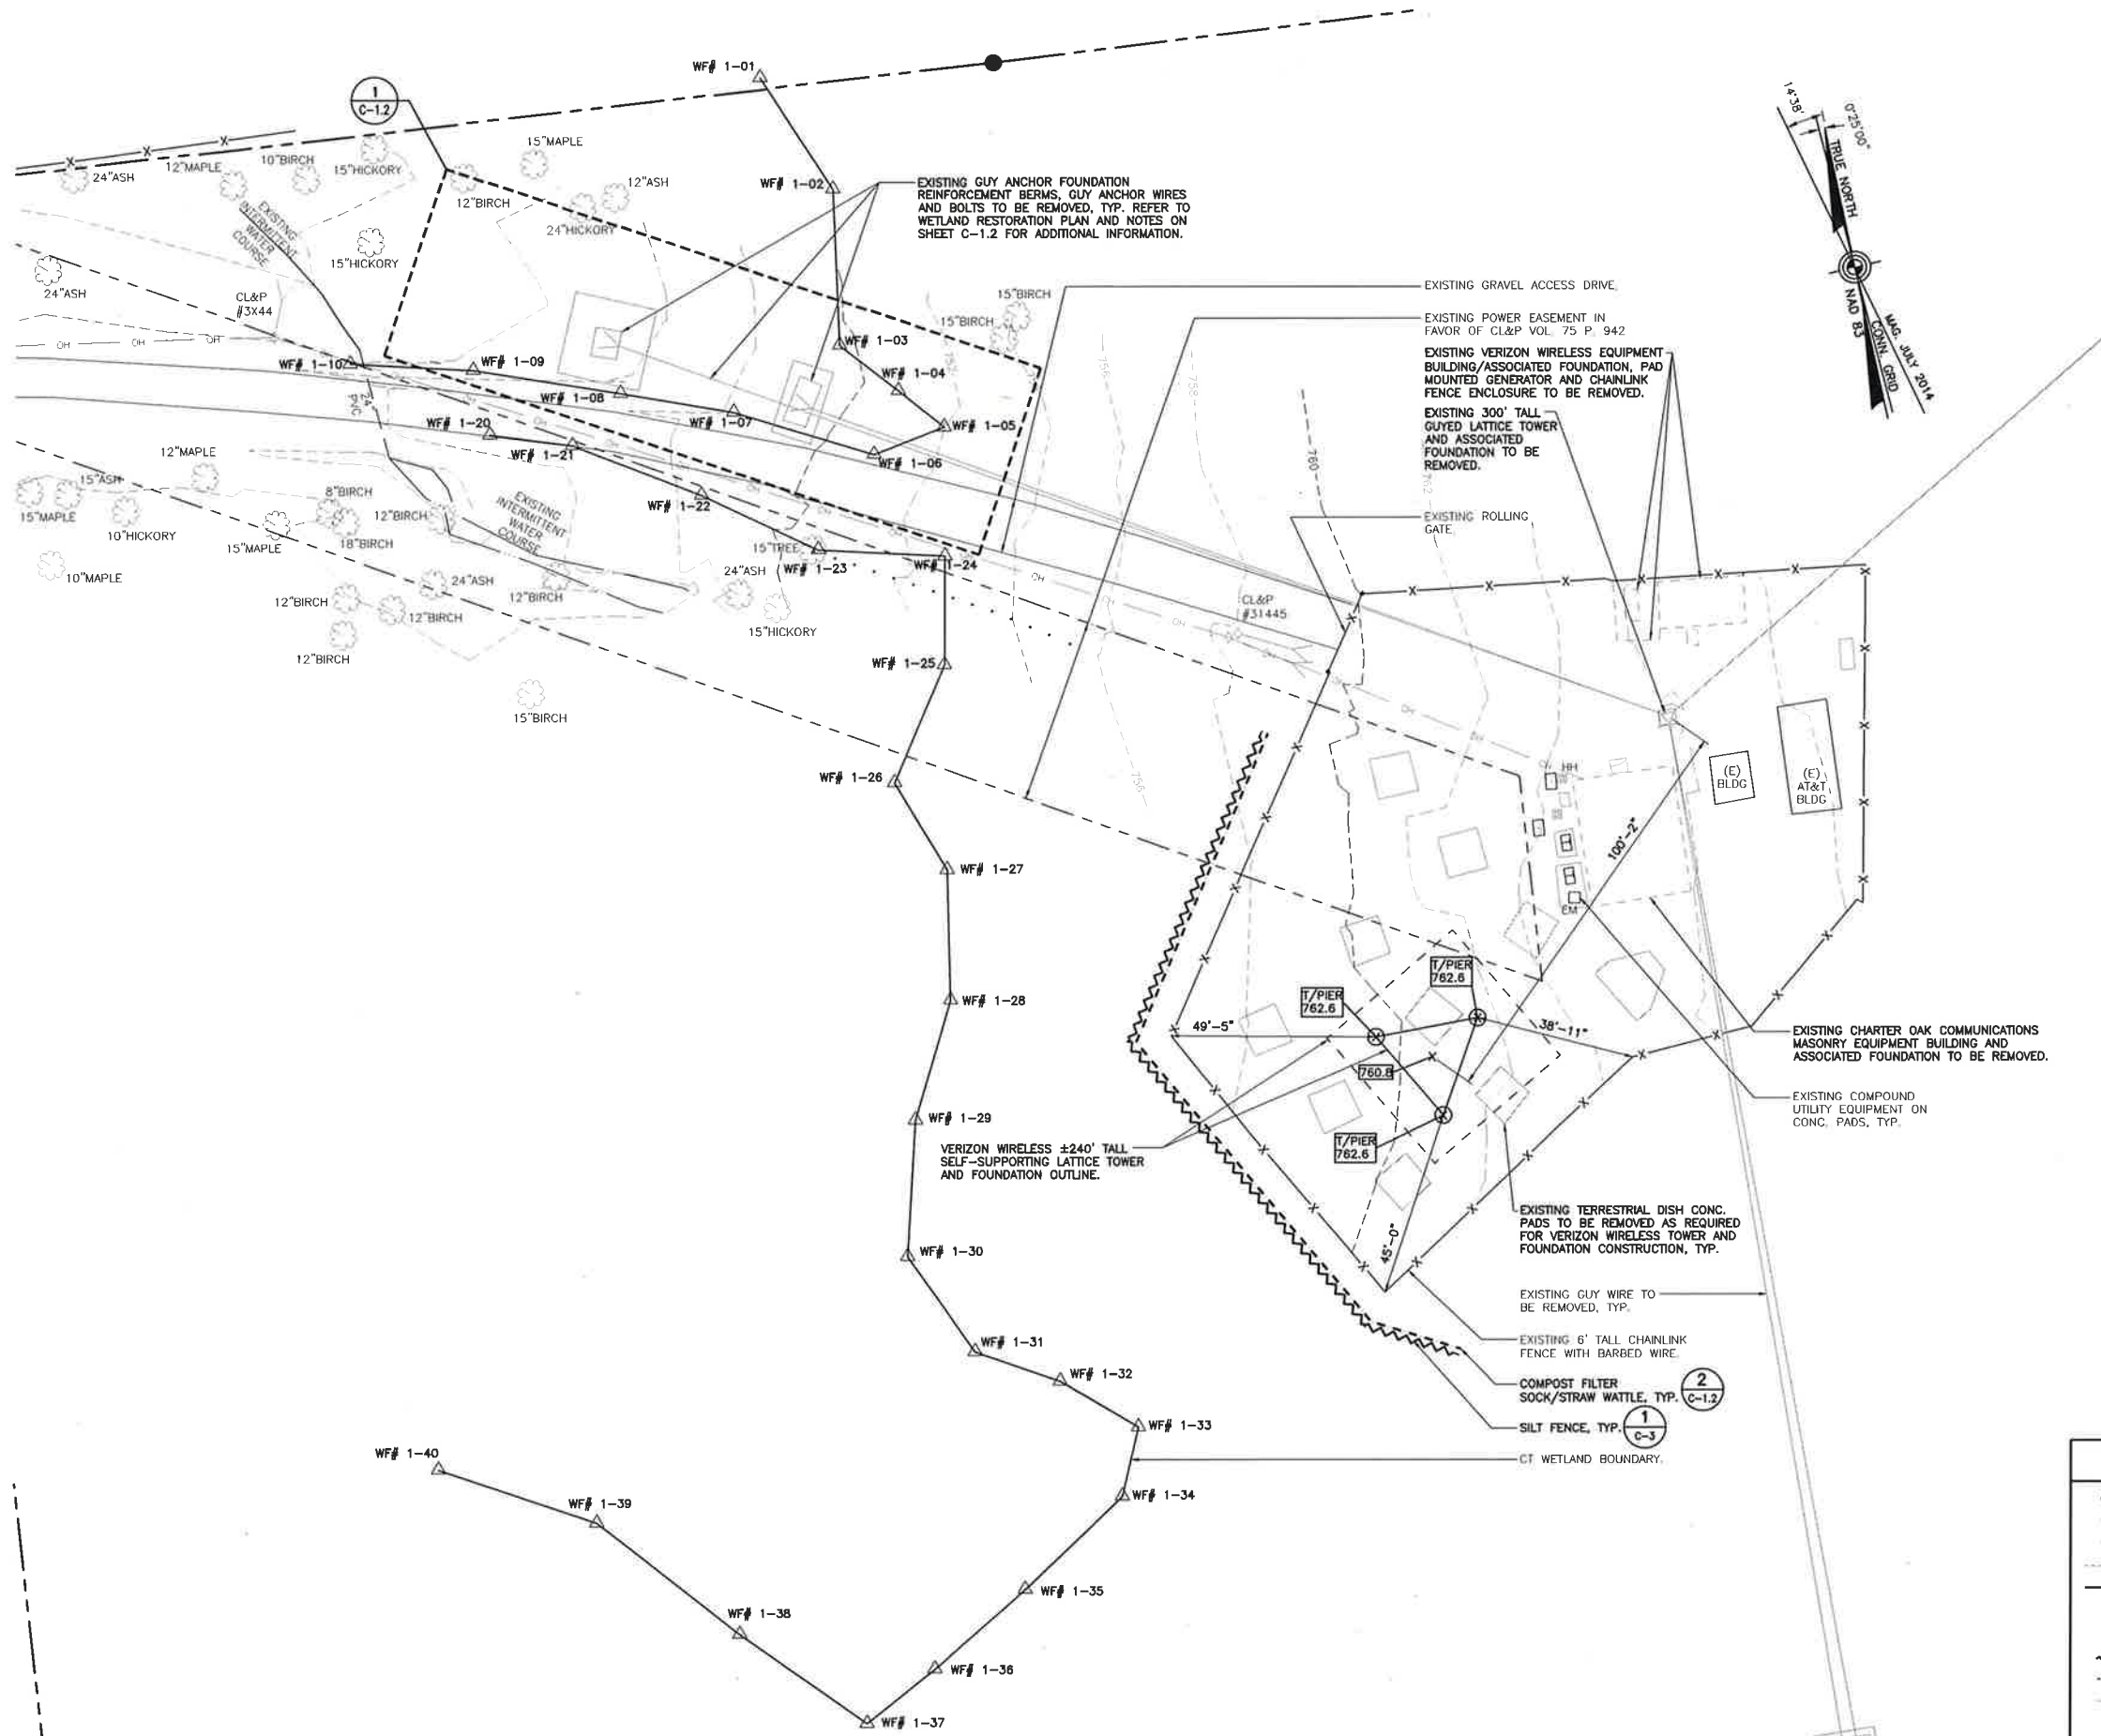 WF# 1-01
1
C-1.2
15"MAPLE
10"BIRCH
12"MAPLE
15"HICKORY
24"ASH
12"BIRCH
12"ASH
24"HICKORY
WF# 1-02
EXISTING GUY ANCHOR FOUNDATION
REINFORCEMENT BERMS, GUY ANCHOR WIRES
AND BOLTS TO BE REMOVED, TYP. REFER TO
WETLAND RESTORATION PLAN AND NOTES ON
SHEET C-1.2 FOR ADDITIONAL INFORMATION.
14°38'
0°25'00"
TRUE NORTH
NAD 83
CONN. GRID
MAG. JULY 2014
EXISTING
INTERMITTENT
WATER
COURSE
15"HICKORY
24"ASH
CL&P
#3X44
OH
OH
OH
15"BIRCH
15"BIRCH
752
756
758
760
762
EXISTING GRAVEL ACCESS DRIVE.
EXISTING POWER EASEMENT IN
FAVOR OF CL&P VOL. 75 P. 942
EXISTING VERIZON WIRELESS EQUIPMENT
BUILDING/ASSOCIATED FOUNDATION, PAD
MOUNTED GENERATOR AND CHAINLINK
FENCE ENCLOSURE TO BE REMOVED.
EXISTING 300' TALL
GUYED LATTICE TOWER
AND ASSOCIATED
FOUNDATION TO BE
REMOVED.
EXISTING ROLLING
GATE.
WF# 1-10
WF# 1-09
WF# 1-08
WF# 1-07
WF# 1-03
WF# 1-04
WF# 1-05
WF# 1-06
24"
PVC
WF# 1-20
WF# 1-21
WF# 1-22
WF# 1-23
WF# 1-24
12"MAPLE
15"ASH
15"MAPLE
10"HICKORY
8"BIRCH
12"BIRCH
15"MAPLE
18"BIRCH
EXISTING
INTERMITTENT
WATER
COURSE
15"TREE
10"MAPLE
24"ASH
12"BIRCH
12"BIRCH
12"BIRCH
12"BIRCH
24"ASH
15"HICKORY
15"BIRCH
OH
OH
OH
OH
OH
OH
CL&P
#31445
WF# 1-25
WF# 1-26
756
HH
EM
(E)
BLDG
(E)
AT&T
BLDG
100'-2"
WF# 1-27
WF# 1-28
T/PIER
762.6
T/PIER
762.6
49'-5"
38'-11"
760.8
T/PIER
762.6
45'-0"
EXISTING CHARTER OAK COMMUNICATIONS
MASONRY EQUIPMENT BUILDING AND
ASSOCIATED FOUNDATION TO BE REMOVED.
EXISTING COMPOUND
UTILITY EQUIPMENT ON
CONC. PADS, TYP.
WF# 1-29
VERIZON WIRELESS ±240' TALL
SELF-SUPPORTING LATTICE TOWER
AND FOUNDATION OUTLINE.
EXISTING TERRESTRIAL DISH CONC.
PADS TO BE REMOVED AS REQUIRED
FOR VERIZON WIRELESS TOWER AND
FOUNDATION CONSTRUCTION, TYP.
WF# 1-30
EXISTING GUY WIRE TO
BE REMOVED, TYP.
EXISTING 6' TALL CHAINLINK
FENCE WITH BARBED WIRE.
WF# 1-31
WF# 1-32
COMPOST FILTER
SOCK/STRAW WATTLE, TYP.
2
C-1.2
WF# 1-33
SILT FENCE, TYP.
1
C-3
CT WETLAND BOUNDARY.
WF# 1-40
WF# 1-34
WF# 1-39
WF# 1-35
WF# 1-38
WF# 1-36
WF# 1-37